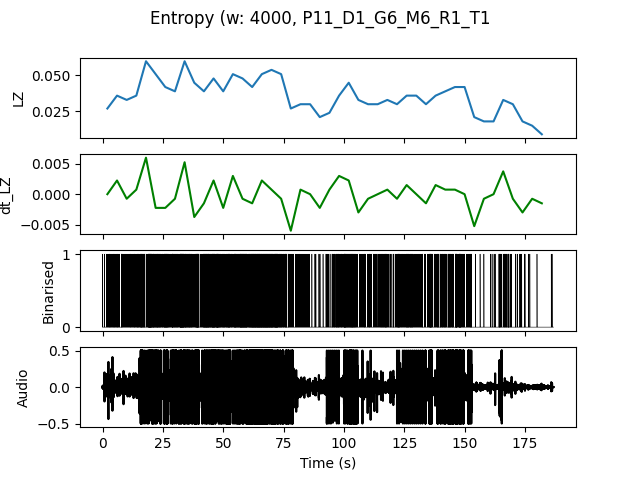 Entropy (w: 4000, P11_D1_G6_M6_R1_T1
0.050
0.025
LZ
0.005
0.000
−0.005
dt_LZ
1
0
Binarised
0.5
0.0
−0.5
Audio
0 25 50 75 100 125 150 175
Time (s)